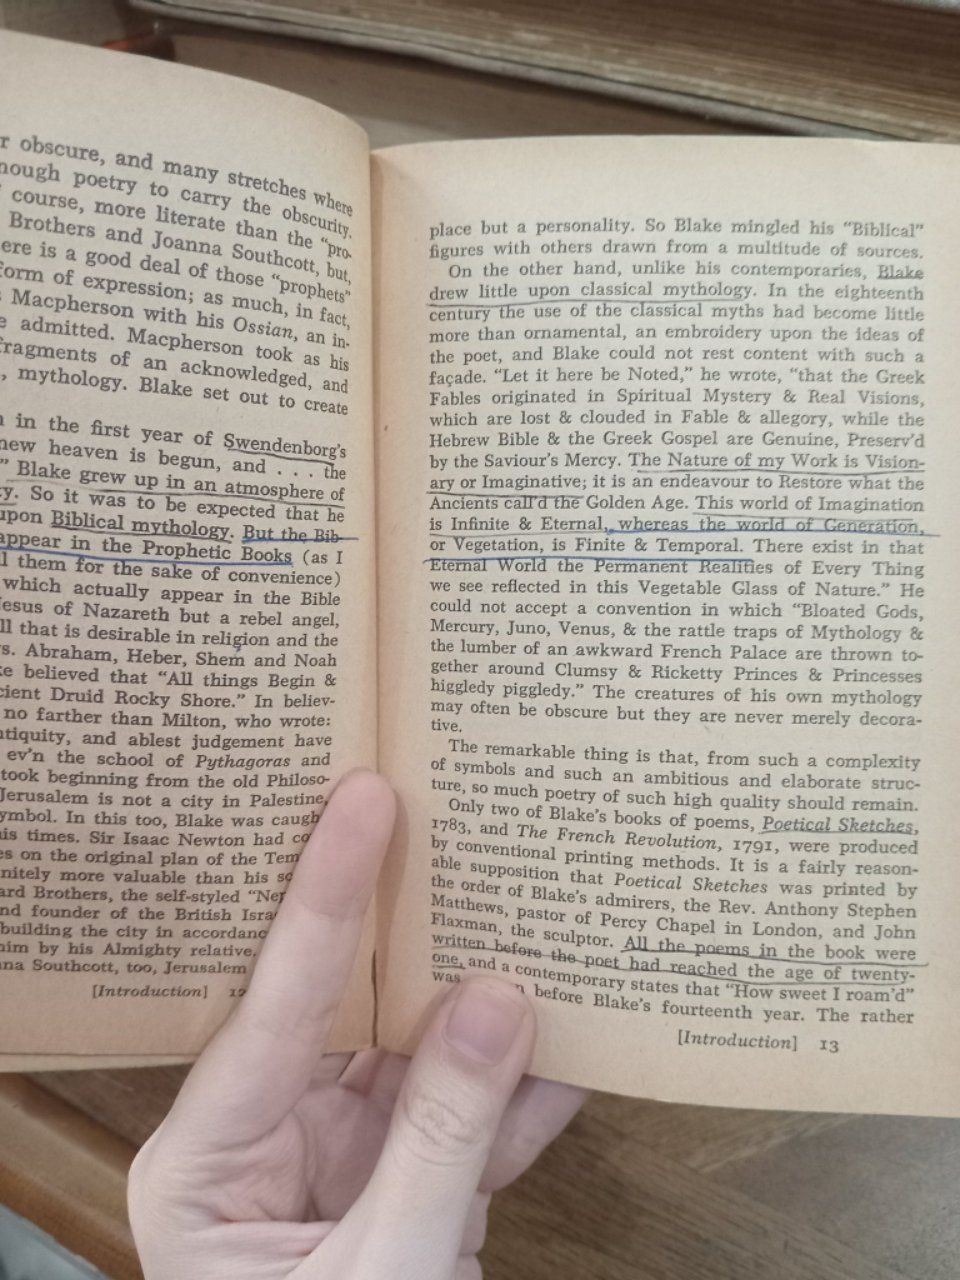 r obscure, and many stretches where
nough poetry to carry the obscurity.
course, more literate than the "pro-
Brothers and Joanna Southcott, but,
ere is a good deal of those "prophets"
form of expression; as much, in fact,
Macpherson with his Ossian, an in-
e admitted. Macpherson took as his
fragments of an acknowledged, and
, mythology. Blake set out to create
n in the first year of Swendenborg's
new heaven is begun, and . . . the
" Blake grew up in an atmosphere of
cy. So it was to be expected that he
upon Biblical mythology. But the Bib-
appear in the Prophetic Books (as I
l them for the sake of convenience)
which actually appear in the Bible
Jesus of Nazareth but a rebel angel,
ll that is desirable in religion and the
s. Abraham, Heber, Shem and Noah
ke believed that "All things Begin &
cient Druid Rocky Shore." In believ-
no farther than Milton, who wrote:
ntiquity, and ablest judgement have
ev'n the school of Pythagoras and
took beginning from the old Philoso-
Jerusalem is not a city in Palestine,
ymbol. In this too, Blake was caugh
his times. Sir Isaac Newton had co
es on the original plan of the Tem
nitely more valuable than his sc
ard Brothers, the self-styled "Nep
nd founder of the British Isra
building the city in accordanc
him by his Almighty relative.
nna Southcott, too, Jerusalem
[Introduction] 12
place but a personality. So Blake mingled his "Biblical"
figures with others drawn from a multitude of sources.
On the other hand, unlike his contemporaries, Blake
drew little upon classical mythology. In the eighteenth
century the use of the classical myths had become little
more than ornamental, an embroidery upon the ideas of
the poet, and Blake could not rest content with such a
façade. "Let it here be Noted," he wrote, "that the Greek
Fables originated in Spiritual Mystery & Real Visions,
which are lost & clouded in Fable & allegory, while the
Hebrew Bible & the Greek Gospel are Genuine, Preserv'd
by the Saviour's Mercy. The Nature of my Work is Vision-
ary or Imaginative; it is an endeavour to Restore what the
Ancients call'd the Golden Age. This world of Imagination
is Infinite & Eternal, whereas the world of Generation,
or Vegetation, is Finite & Temporal. There exist in that
Eternal World the Permanent Realities of Every Thing
we see reflected in this Vegetable Glass of Nature." He
could not accept a convention in which "Bloated Gods,
Mercury, Juno, Venus, & the rattle traps of Mythology &
the lumber of an awkward French Palace are thrown to-
gether around Clumsy & Ricketty Princes & Princesses
higgledy piggledy." The creatures of his own mythology
may often be obscure but they are never merely decora-
tive.
The remarkable thing is that, from such a complexity
of symbols and such an ambitious and elaborate struc-
ture, so much poetry of such high quality should remain.
Only two of Blake's books of poems, Poetical Sketches,
1783, and The French Revolution, 1791, were produced
by conventional printing methods. It is a fairly reason-
able supposition that Poetical Sketches was printed by
the order of Blake's admirers, the Rev. Anthony Stephen
Matthews, pastor of Percy Chapel in London, and John
Flaxman, the sculptor. All the poems in the book were
written before the poet had reached the age of twenty-
one, and a contemporary states that "How sweet I roam'd"
was before Blake's fourteenth year. The rather
[Introduction] 13